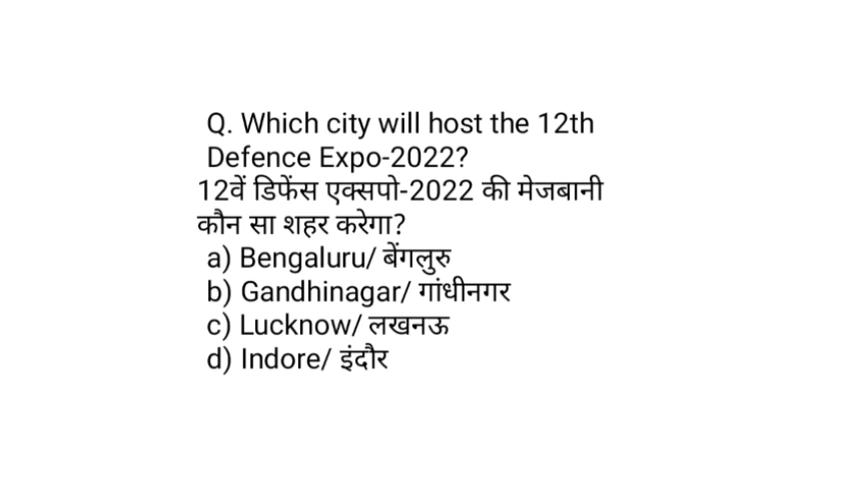 Q. Which city will host the 12th
Defence Expo-2022?
12वें डिफेंस एक्सपो-2022 की मेजबानी
कौन सा शहर करेगा?
a) Bengaluru/ बेंगलुरु
b) Gandhinagar/ गांधीनगर
c) Lucknow/ लखनऊ
d) Indore/ इंदौर